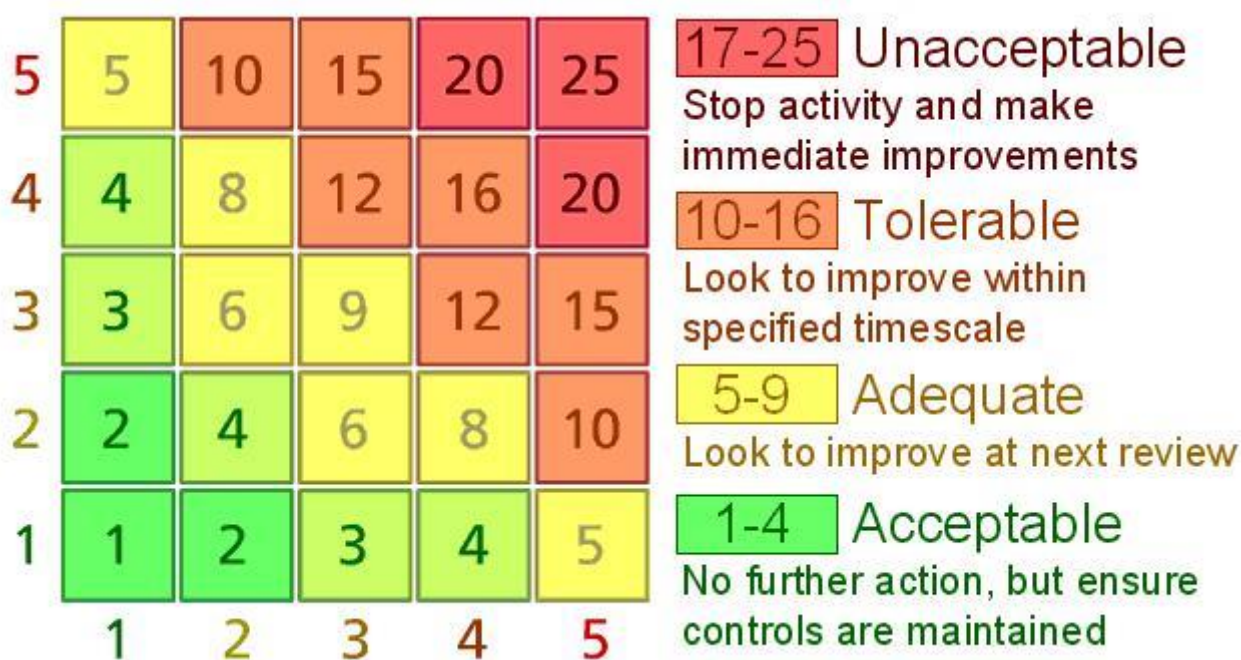 5 5 10 15 20 25
4 4 8 12 16 20
3 3 6 9 12 15
2 2 4 6 8 10
1 1 2 3 4 5
1 2 3 4 5
17-25 Unacceptable
Stop activity and make
immediate improvements
10-16 Tolerable
Look to improve within
specified timescale
5-9 Adequate
Look to improve at next review
1-4 Acceptable
No further action, but ensure
controls are maintained